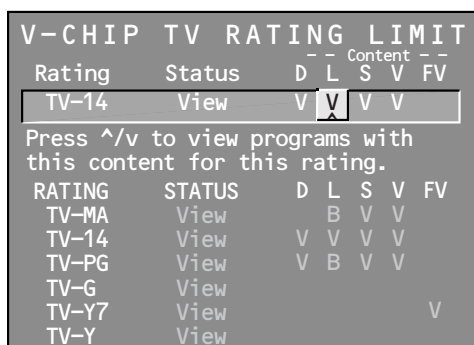 V-CHIP TV RATING LIMIT
– – Content – –
Rating Status D L S V FV
TV-14 View V V V V
Press ^/v to view programs with
this content for this rating.
RATING STATUS D L S V FV
TV-MA View B V V
TV-14 View V V V V
TV-PG View V B V V
TV-G View
TV-Y7 View V
TV-Y View